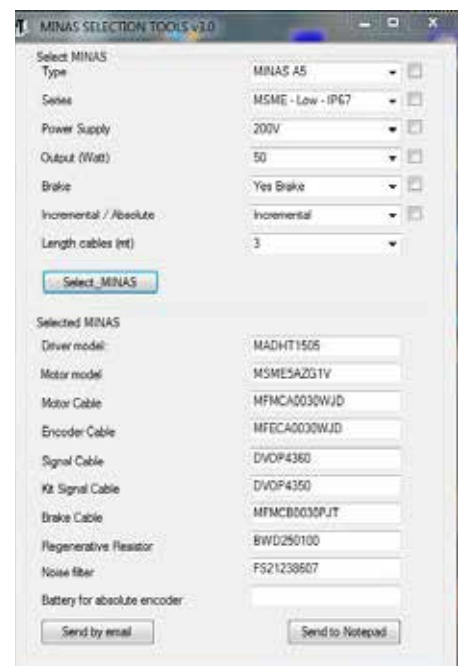 MINAS SELECTION TOOLS v3.0
Select MINAS
Type MINAS A5
Series MSME - Low - IP67
Power Supply 200V
Output (Watt) 50
Brake Yes Brake
Incremental / Absolute Incremental
Length cables (mt) 3
Select_MINAS
Selected MINAS
Driver model: MADHT1505
Motor model MSME5AZG1V
Motor Cable MFMCA0030WJD
Encoder Cable MFECA0030WJD
Signal Cable DVOP4360
Kit Signal Cable DVOP4350
Brake Cable MFMCB0030PJT
Regenerative Resistor BWD250100
Noise filter FS21238607
Battery for absolute encoder
Send by email Send to Notepad